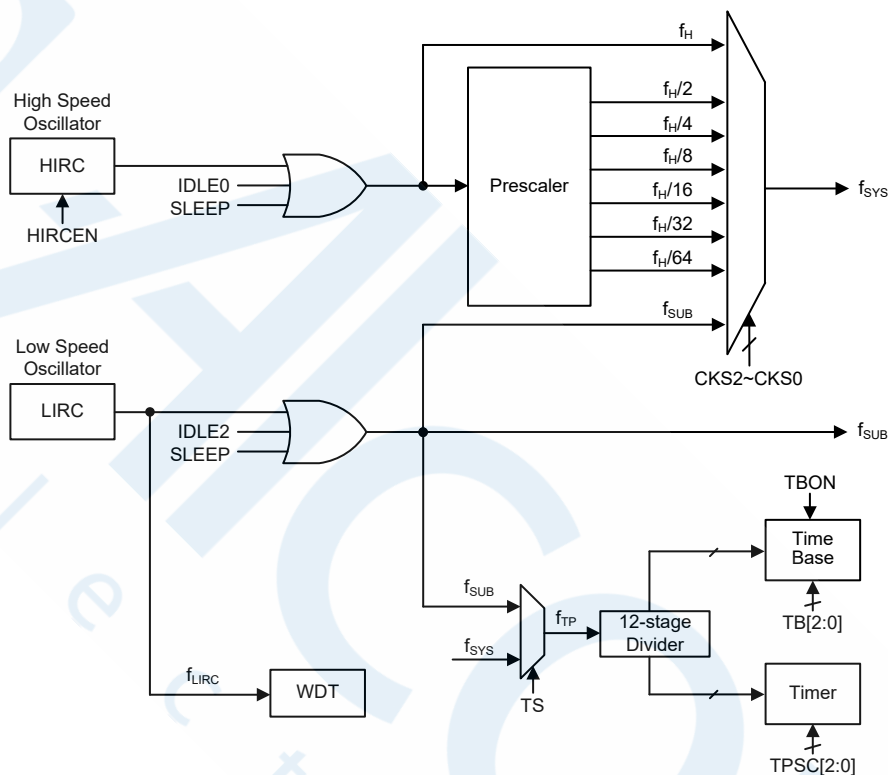 High Speed
Oscillator
HIRC
HIRCEN
IDLE0
SLEEP
Prescaler
fH
fH/2
fH/4
fH/8
fH/16
fH/32
fH/64
fSUB
fSYS
CKS2~CKS0
Low Speed
Oscillator
LIRC
IDLE2
SLEEP
fSUB
fLIRC
WDT
fSUB
fSYS
TS
fTP
12-stage
Divider
TBON
Time
Base
TB[2:0]
Timer
TPSC[2:0]